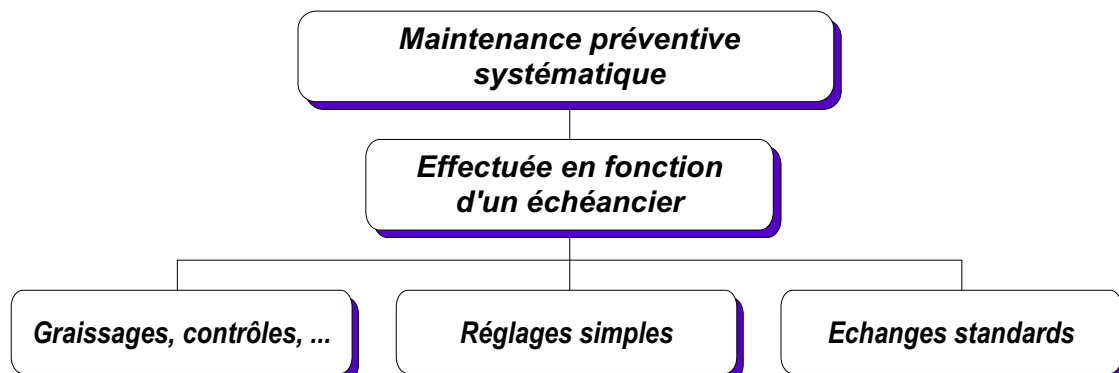 Maintenance préventive
systématique
Effectuée en fonction
d'un échéancier
Graissages, contrôles, ...
Réglages simples
Echanges standards